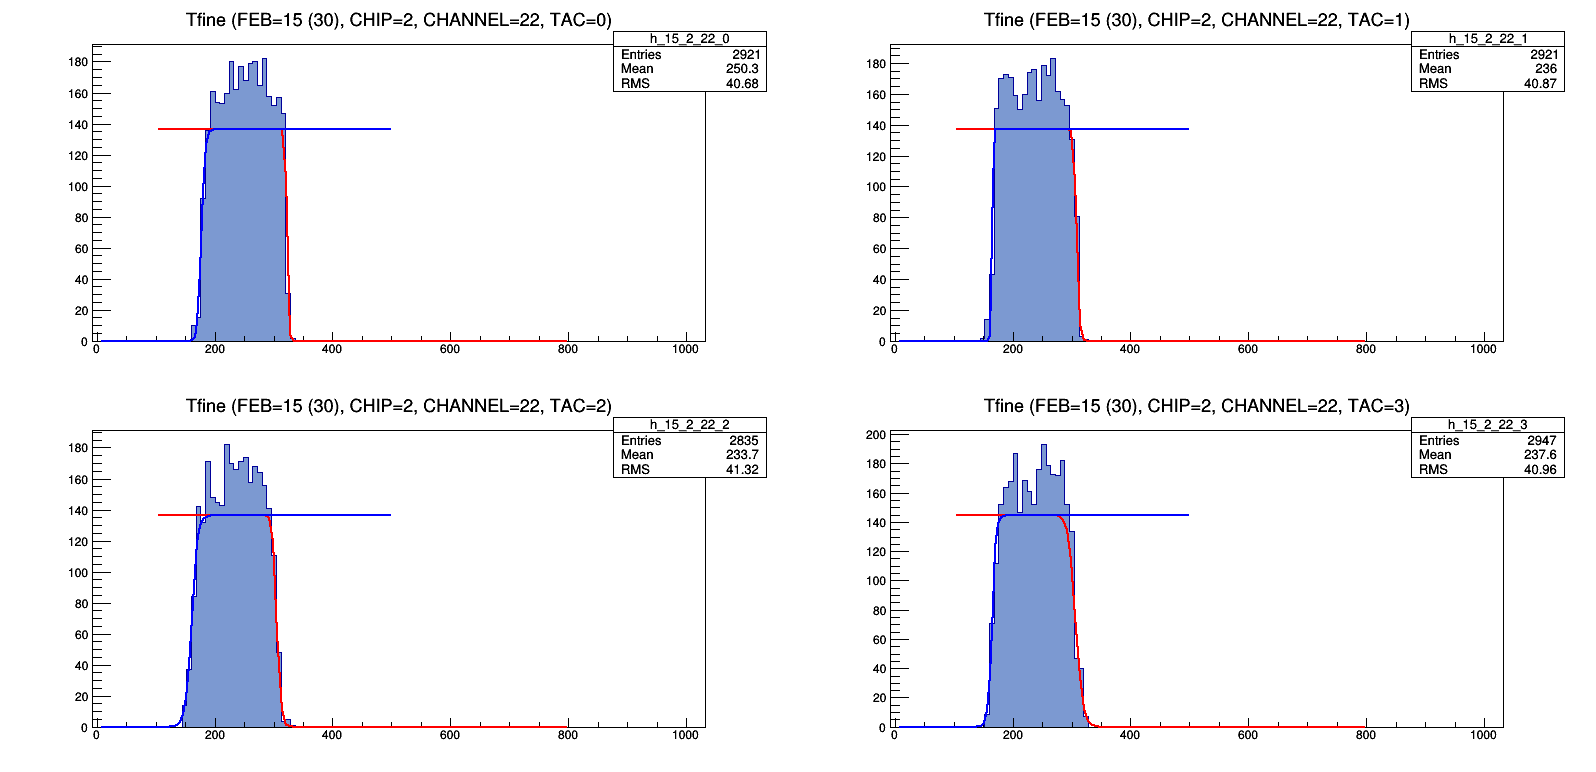 Tfine (FEB=15 (30), CHIP=2, CHANNEL=22, TAC=0)
h_15_2_22_0
Entries 2921
Mean 250.3
RMS 40.68
180
160
140
120
100
80
60
40
20
0
0 200 400 600 800 1000
Tfine (FEB=15 (30), CHIP=2, CHANNEL=22, TAC=1)
h_15_2_22_1
Entries 2921
Mean 236
RMS 40.87
180
160
140
120
100
80
60
40
20
0
0 200 400 600 800 1000
Tfine (FEB=15 (30), CHIP=2, CHANNEL=22, TAC=2)
h_15_2_22_2
Entries 2835
Mean 233.7
RMS 41.32
180
160
140
120
100
80
60
40
20
0
0 200 400 600 800 1000
Tfine (FEB=15 (30), CHIP=2, CHANNEL=22, TAC=3)
h_15_2_22_3
Entries 2947
Mean 237.6
RMS 40.96
200
180
160
140
120
100
80
60
40
20
0
0 200 400 600 800 1000